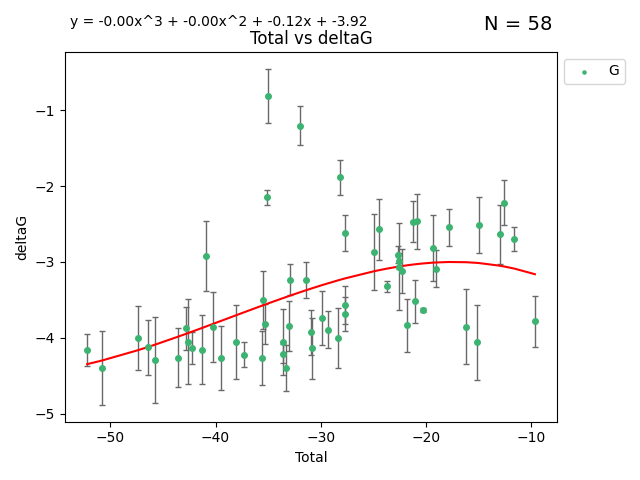 y = -0.00x^3 + -0.00x^2 + -0.12x + -3.92
N = 58
Total vs deltaG
G
deltaG
−1
−2
−3
−4
−5
−50 −40 −30 −20 −10
Total